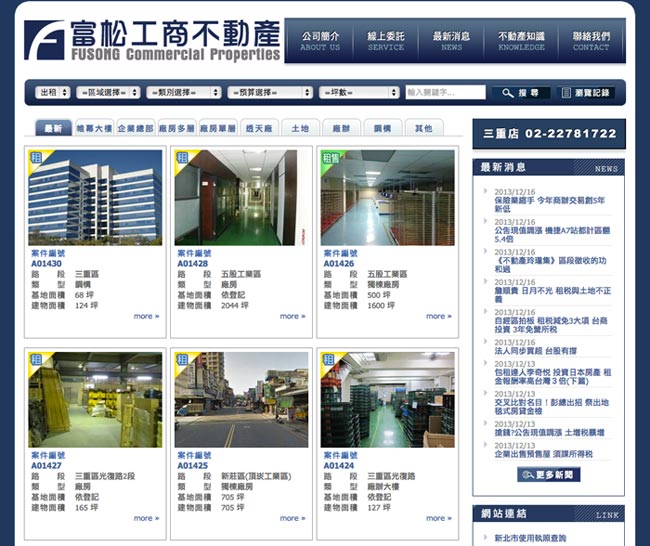 富松工商不動產
FUSONG Commercial Properties
公司簡介 線上委託 最新消息 不動產知識 聯絡我們
ABOUT US SERVICE NEWS KNOWLEDGE CONTACT
出租 =區域選擇= =類別選擇= =預算選擇= =坪數= 輸入關鍵字... 搜 尋 瀏覽記錄
最新 帷幕大樓 企業總部 廠房多層 廠房單層 透天廠 土地 廠辦 鋼構 其他
三重店 02-22781722
租 租 租售
案件編號 案件編號 案件編號
A01430 A01428 A01426
路 段 三重區 路 段 五股工業區 路 段 五股工業區
類 型 鋼構 類 型 廠房 類 型 獨棟廠房
基地面積 68 坪 基地面積 依登記 基地面積 500 坪
建物面積 124 坪 建物面積 2044 坪 建物面積 1600 坪
more » more » more »
租 租 租
案件編號 案件編號 案件編號
A01427 A01425 A01424
路 段 三重區光復路2段 路 段 新莊區(頂崁工業區) 路 段 三重區光復路
類 型 廠房 類 型 獨棟廠房 類 型 廠辦大樓
基地面積 依登記 基地面積 705 坪 基地面積 依登記
建物面積 165 坪 建物面積 705 坪 建物面積 127 坪
more » more » more »
最新消息 NEWS
2013/12/16
保險業縮手 今年商辦交易創5年
新低
2013/12/16
公告現值調漲 機捷A7站都計區飆
5.4倍
2013/12/16
《不動產玲瓏集》區段徵收的功
和過
2013/12/16
詹順貴 日月不光 租稅與土地不正
義
2013/12/16
自經區拍板 租稅減免3大項 台商
投資 3年免營所稅
2013/12/16
法人同步買超 台股有撐
2013/12/13
包租達人李奇悅 投資日本房產 租
金報酬率高台灣 3 倍(下篇)
2013/12/13
交叉比對名目！彭總出招 祭出地
毯式房貸金檢
2013/12/13
搶錢?公告現值調漲 土增稅暴增
2013/12/13
企業出售預售屋 須課所得稅
更多新聞
網站連結 LINK
新北市使用執照查詢